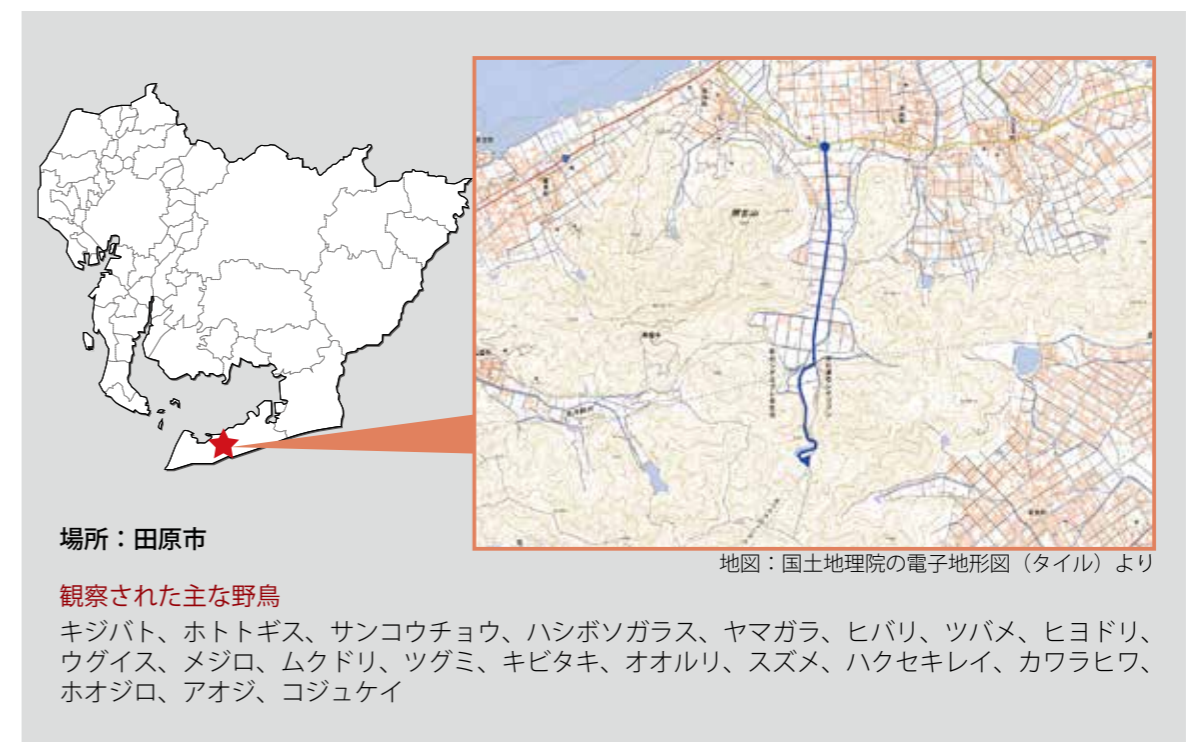 場所：田原市
地図：国土地理院の電子地形図（タイル）より
観察された主な野鳥
キジバト、ホトトギス、サンコウチョウ、ハシボソガラス、ヤマガラ、ヒバリ、ツバメ、ヒヨドリ、
ウグイス、メジロ、ムクドリ、ツグミ、キビタキ、オオルリ、スズメ、ハクセキレイ、カワラヒワ、
ホオジロ、アオジ、コジュケイ